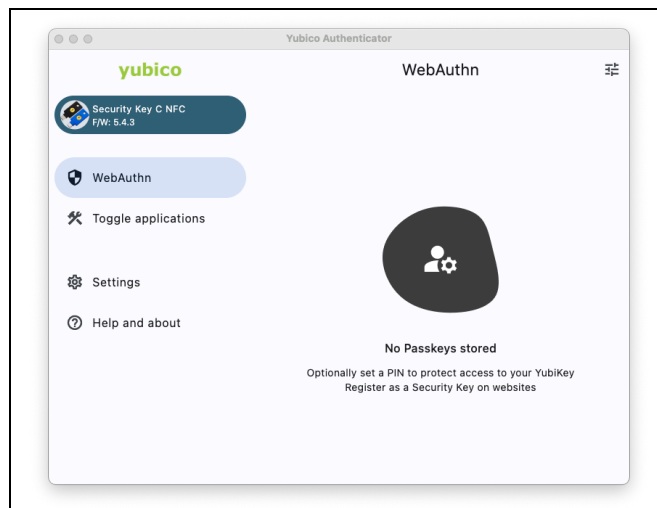 Yubico Authenticator
yubico
WebAuthn
Security Key C NFC
F/W: 5.4.3
WebAuthn
Toggle applications
Settings
Help and about
No Passkeys stored
Optionally set a PIN to protect access to your YubiKey
Register as a Security Key on websites